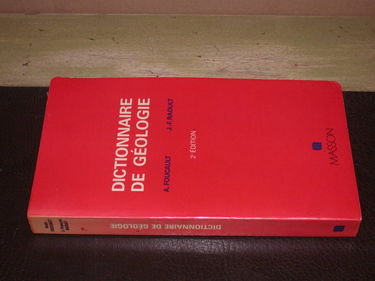 DICTIONNAIRE
DE GÉOLOGIE
A. FOUCAULT J.-F. RAOULT
2e ÉDITION
MASSON
DICTIONNAIRE DE GÉOLOGIE